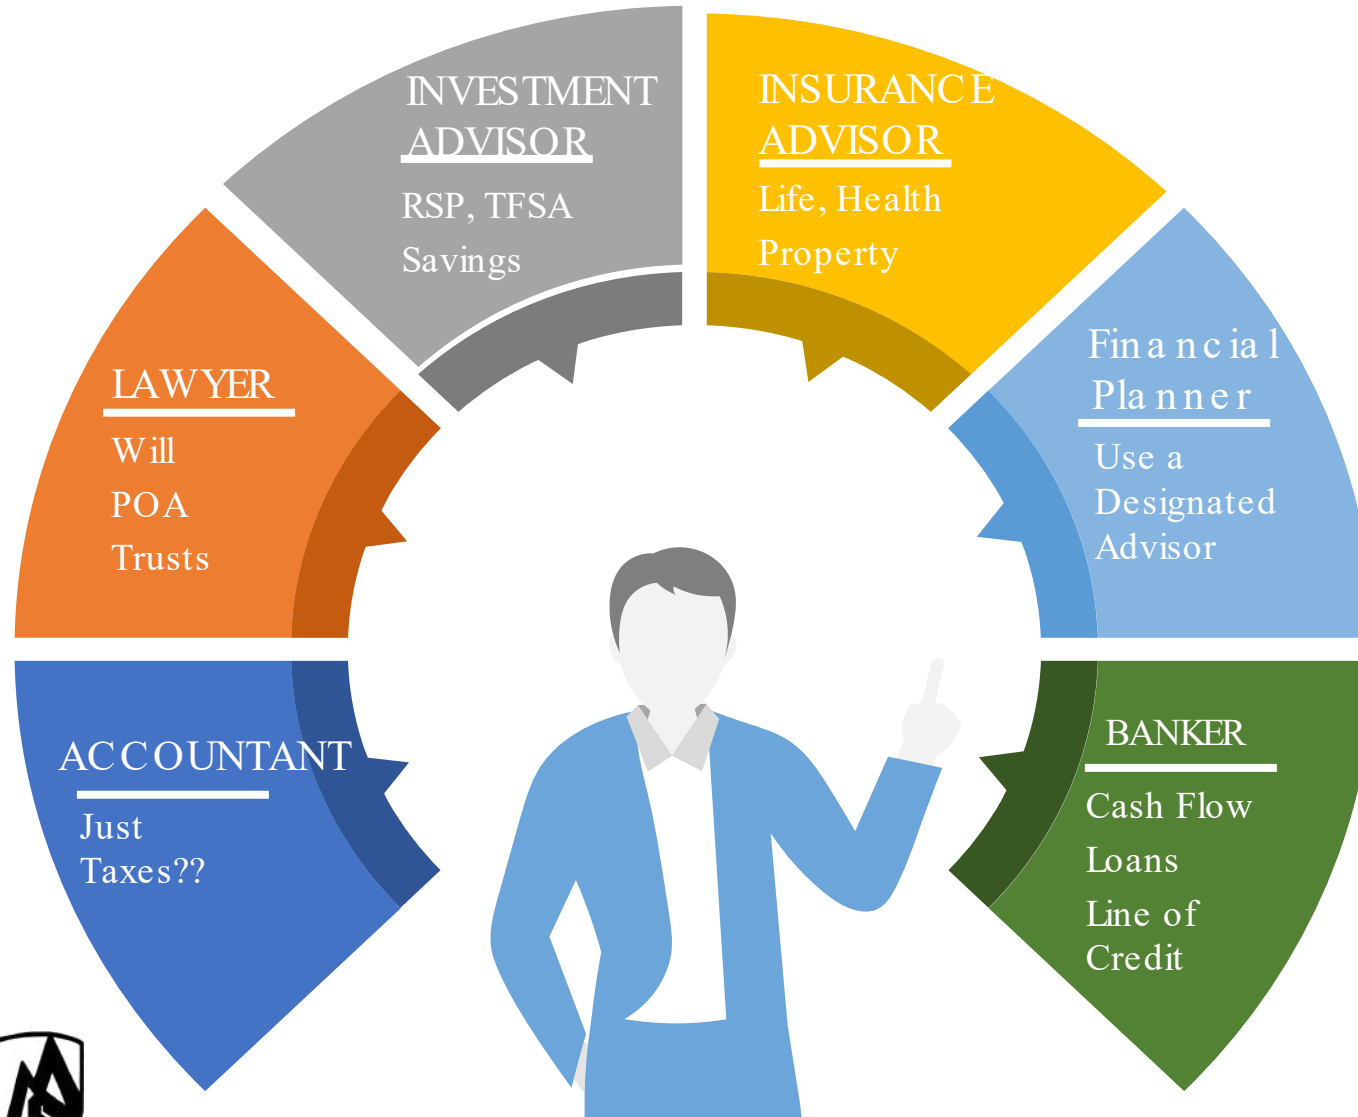 INVESTMENT
ADVISOR
RSP, TFSA
Savings
INSURANCE
ADVISOR
Life, Health
Property
LAWYER
Will
POA
Trusts
Financial
Planner
Use a
Designated
Advisor
ACCOUNTANT
Just
Taxes??
BANKER
Cash Flow
Loans
Line of
Credit